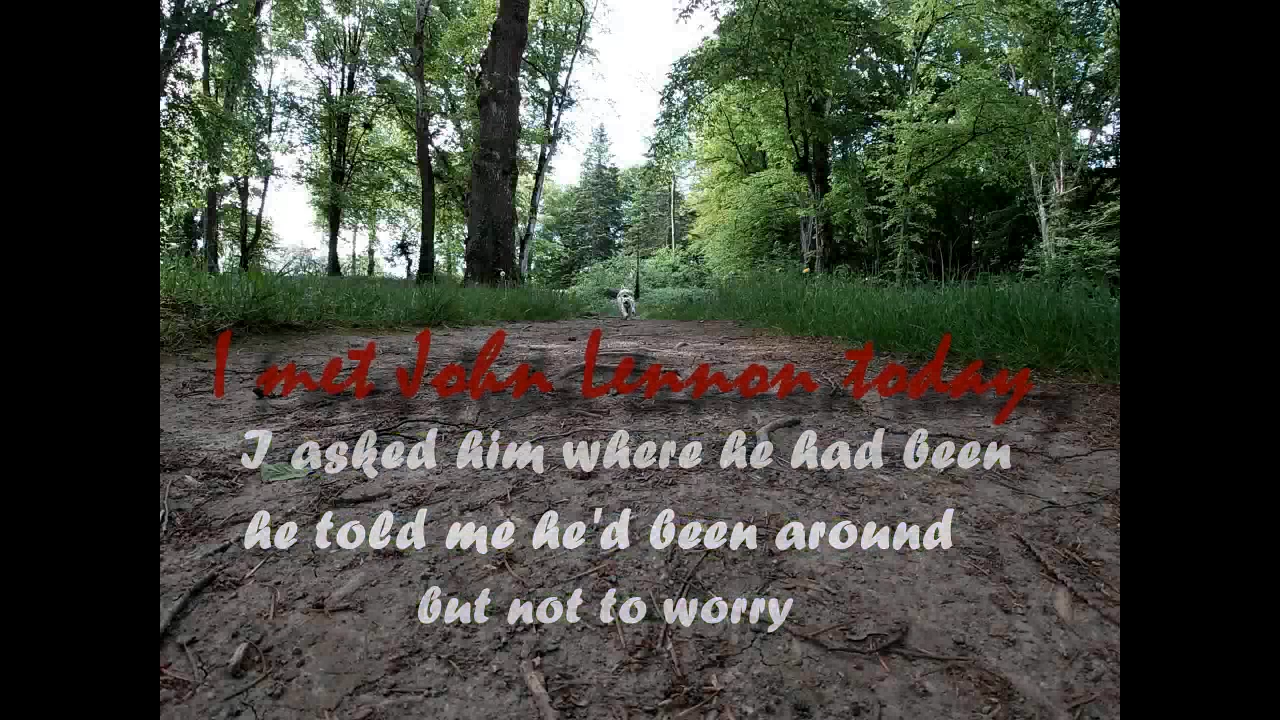 I met John Lennon today
I asked him where he had been
he told me he'd been around
but not to worry